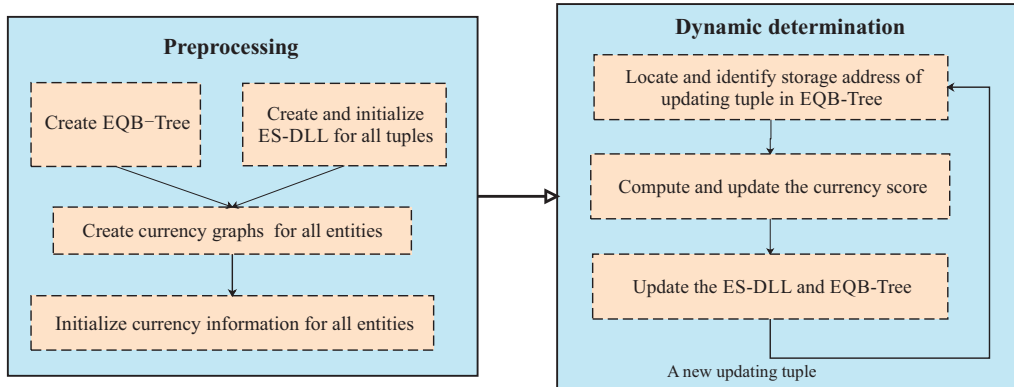 Preprocessing
Create EQB−Tree
Create and initialize
ES-DLL for all tuples
Create currency graphs for all entities
Initialize currency information for all entities
Dynamic determination
Locate and identify storage address of
updating tuple in EQB-Tree
Compute and update the currency score
Update the ES-DLL and EQB-Tree
A new updating tuple